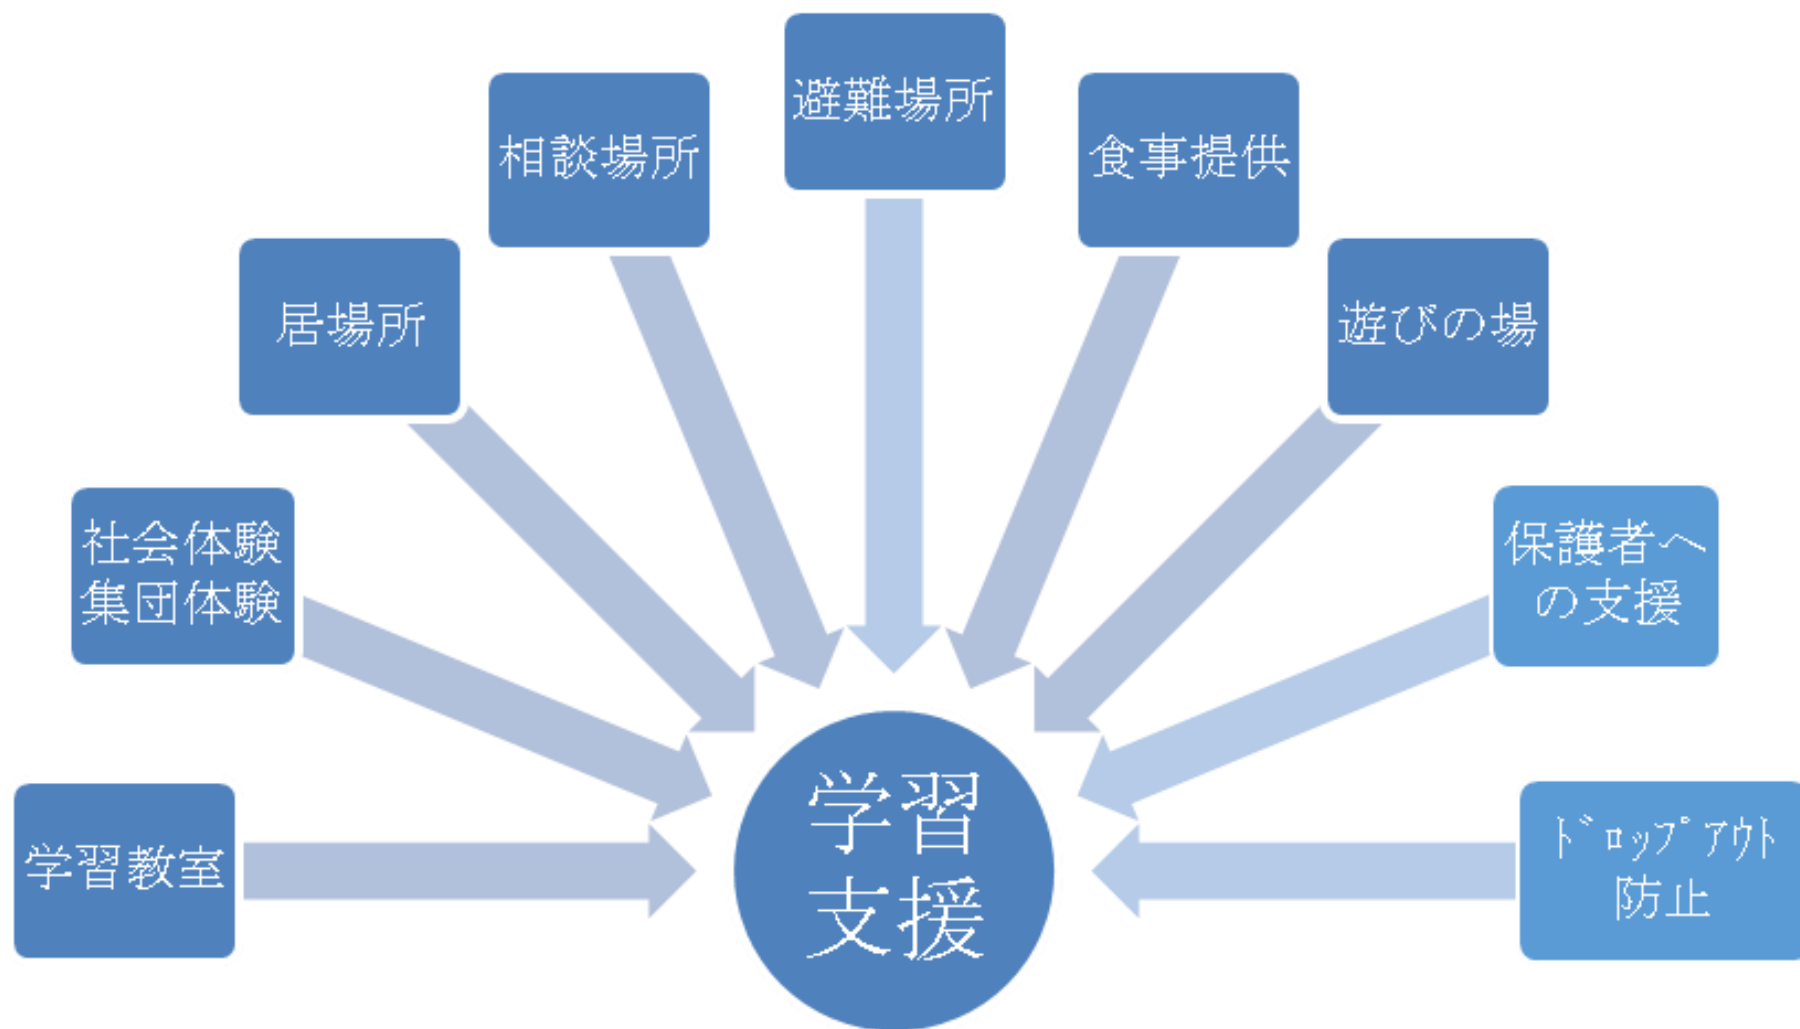 避難場所
相談場所
食事提供
居場所
遊びの場
社会体験
集団体験
保護者へ
の支援
学習教室
ﾄﾞﾛｯﾌﾟｱｳﾄ
防止
学習
支援